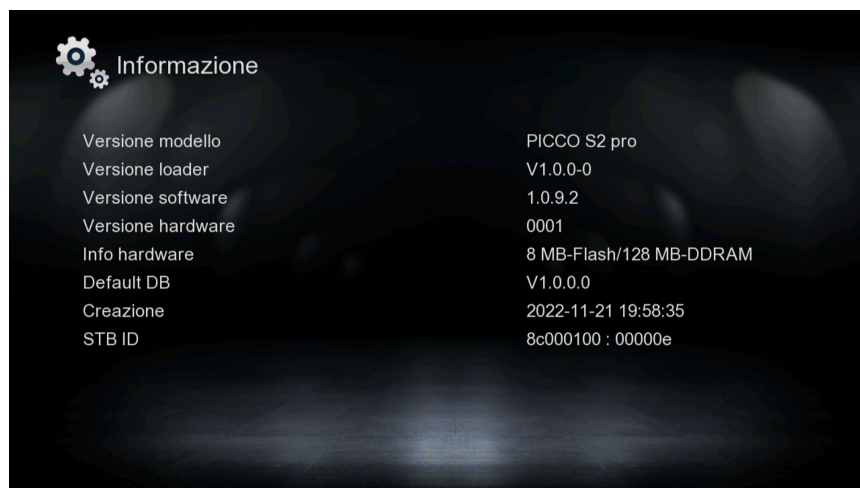 Informazione
Versione modello PICCO S2 pro
Versione loader V1.0.0-0
Versione software 1.0.9.2
Versione hardware 0001
Info hardware 8 MB-Flash/128 MB-DDRAM
Default DB V1.0.0.0
Creazione 2022-11-21 19:58:35
STB ID 8c000100 : 00000e